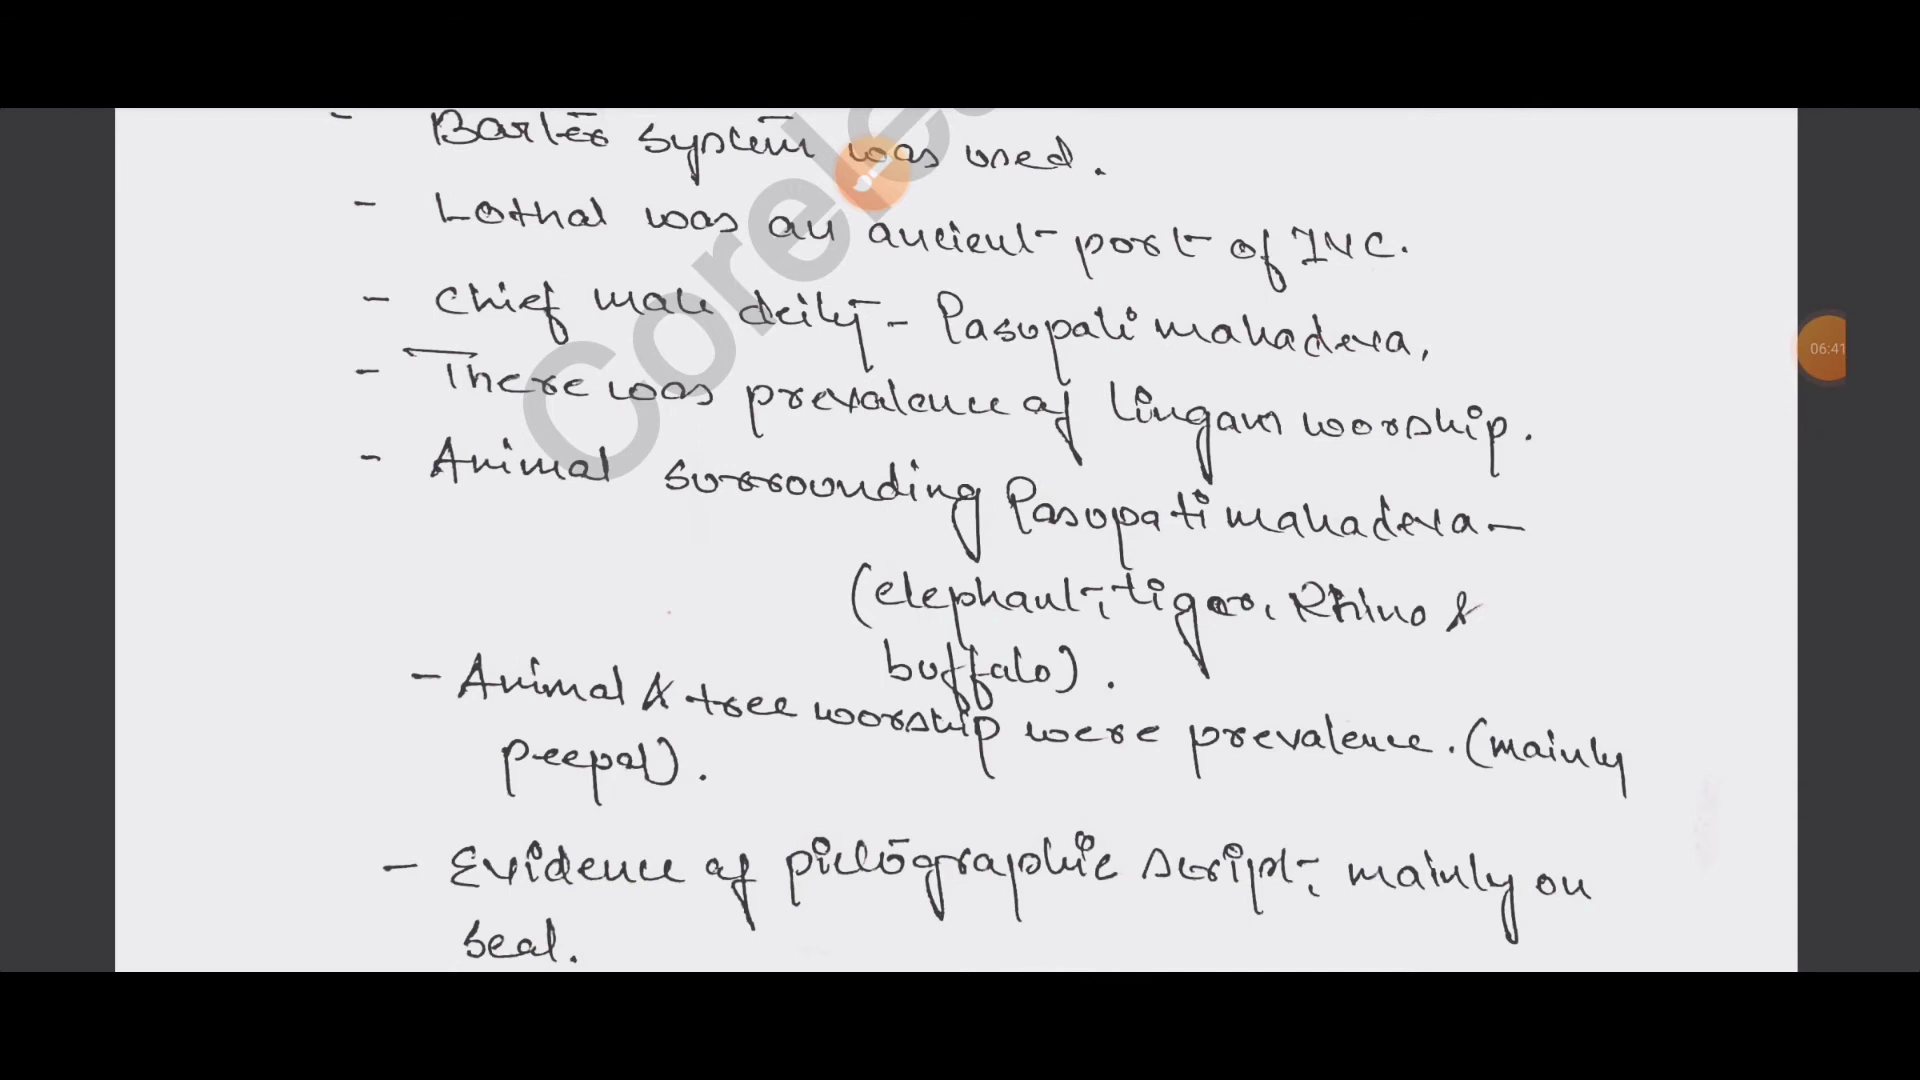 - Barter system was used.
- Lothal was an ancient port of IVC.
- Chief male deity - Pasupati mahadeva,
- There was prevalence of lingam worship.
- Animal surrounding Pasupati mahadeva -
(elephant, tiger, Rhino &
buffalo).
- Animal & tree worship were prevalence. (mainly
peepal).
- Evidence of pictographic script, mainly on
seal.
06:41